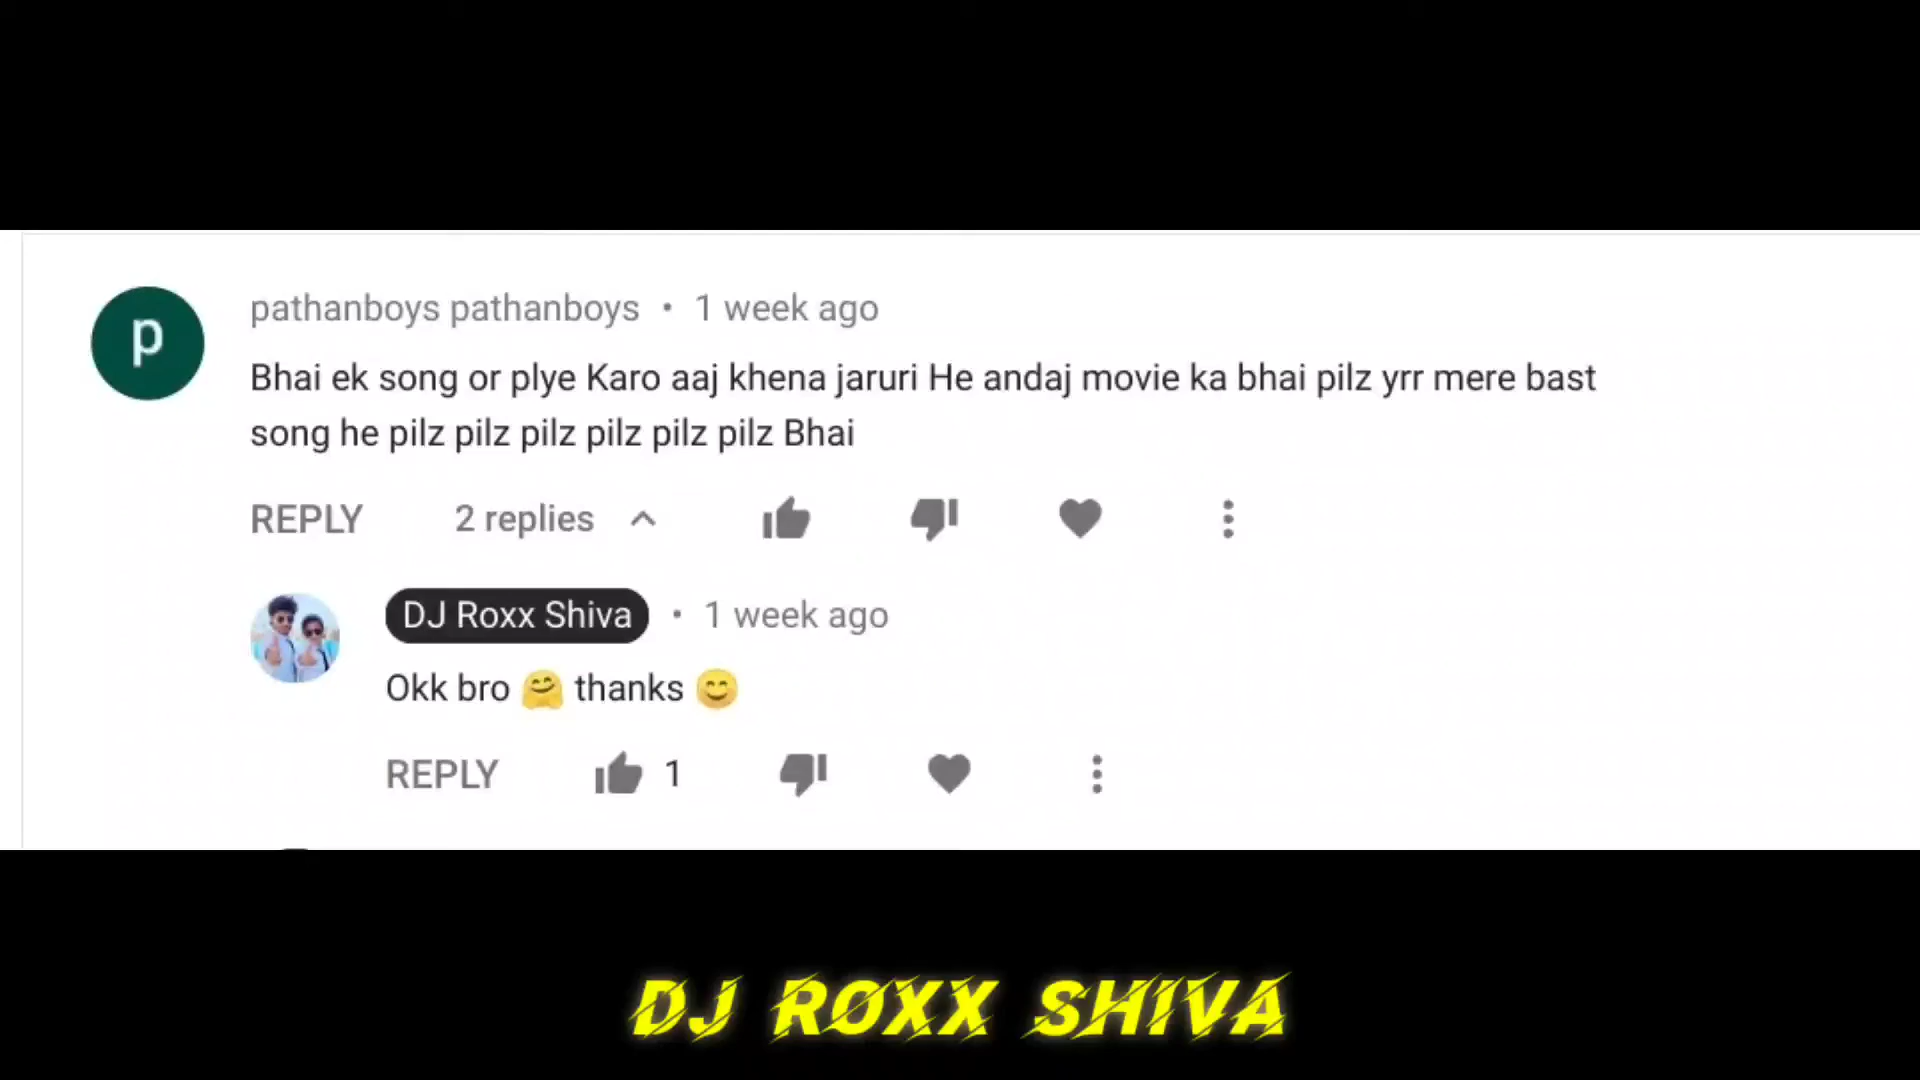 p
pathanboys pathanboys • 1 week ago
Bhai ek song or plye Karo aaj khena jaruri He andaj movie ka bhai pilz yrr mere bast
song he pilz pilz pilz pilz pilz pilz Bhai
REPLY 2 replies
DJ Roxx Shiva • 1 week ago
Okk bro 🤗 thanks 😊
REPLY 1
DJ ROXX SHIVA